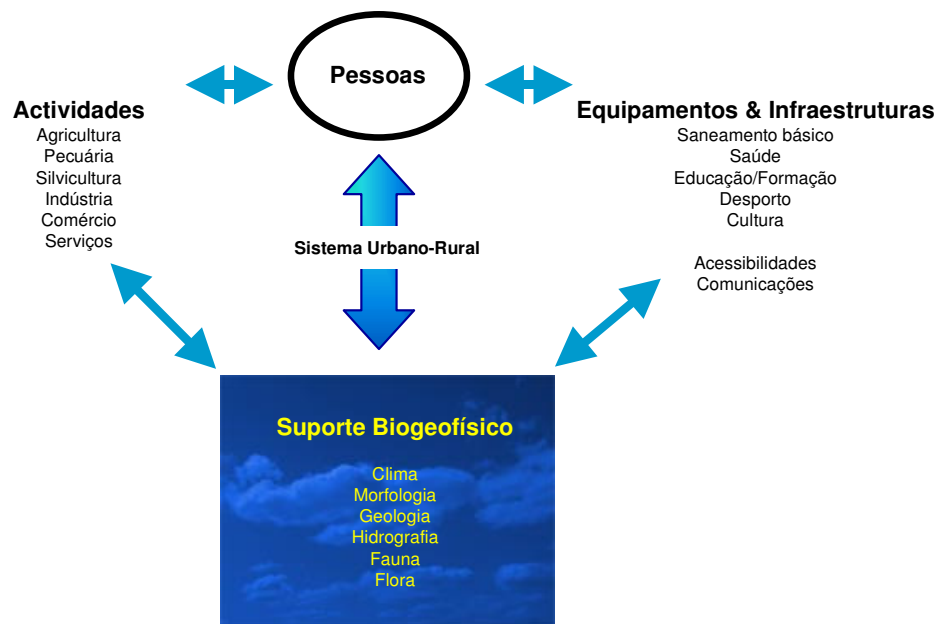 Pessoas
Actividades
Agricultura
Pecuária
Silvicultura
Indústria
Comércio
Serviços
Equipamentos & Infraestruturas
Saneamento básico
Saúde
Educação/Formação
Desporto
Cultura
Acessibilidades
Comunicações
Sistema Urbano-Rural
Suporte Biogeofísico
Clima
Morfologia
Geologia
Hidrografia
Fauna
Flora